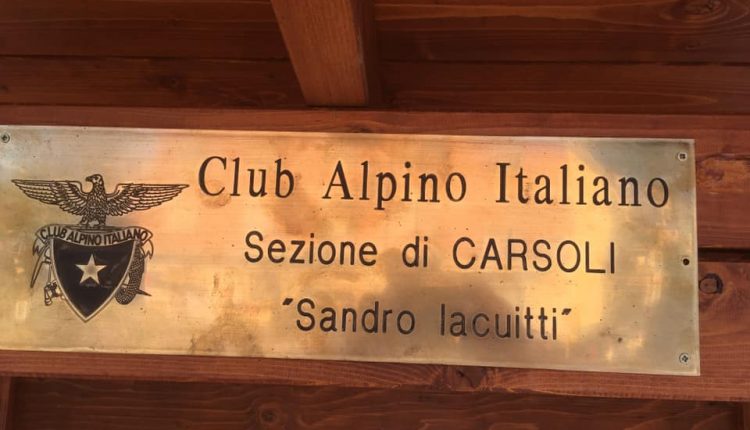 Club Alpino Italiano
CLUB ALPINO ITALIANO
Sezione di CARSOLI
"Sandro Iacuitti"